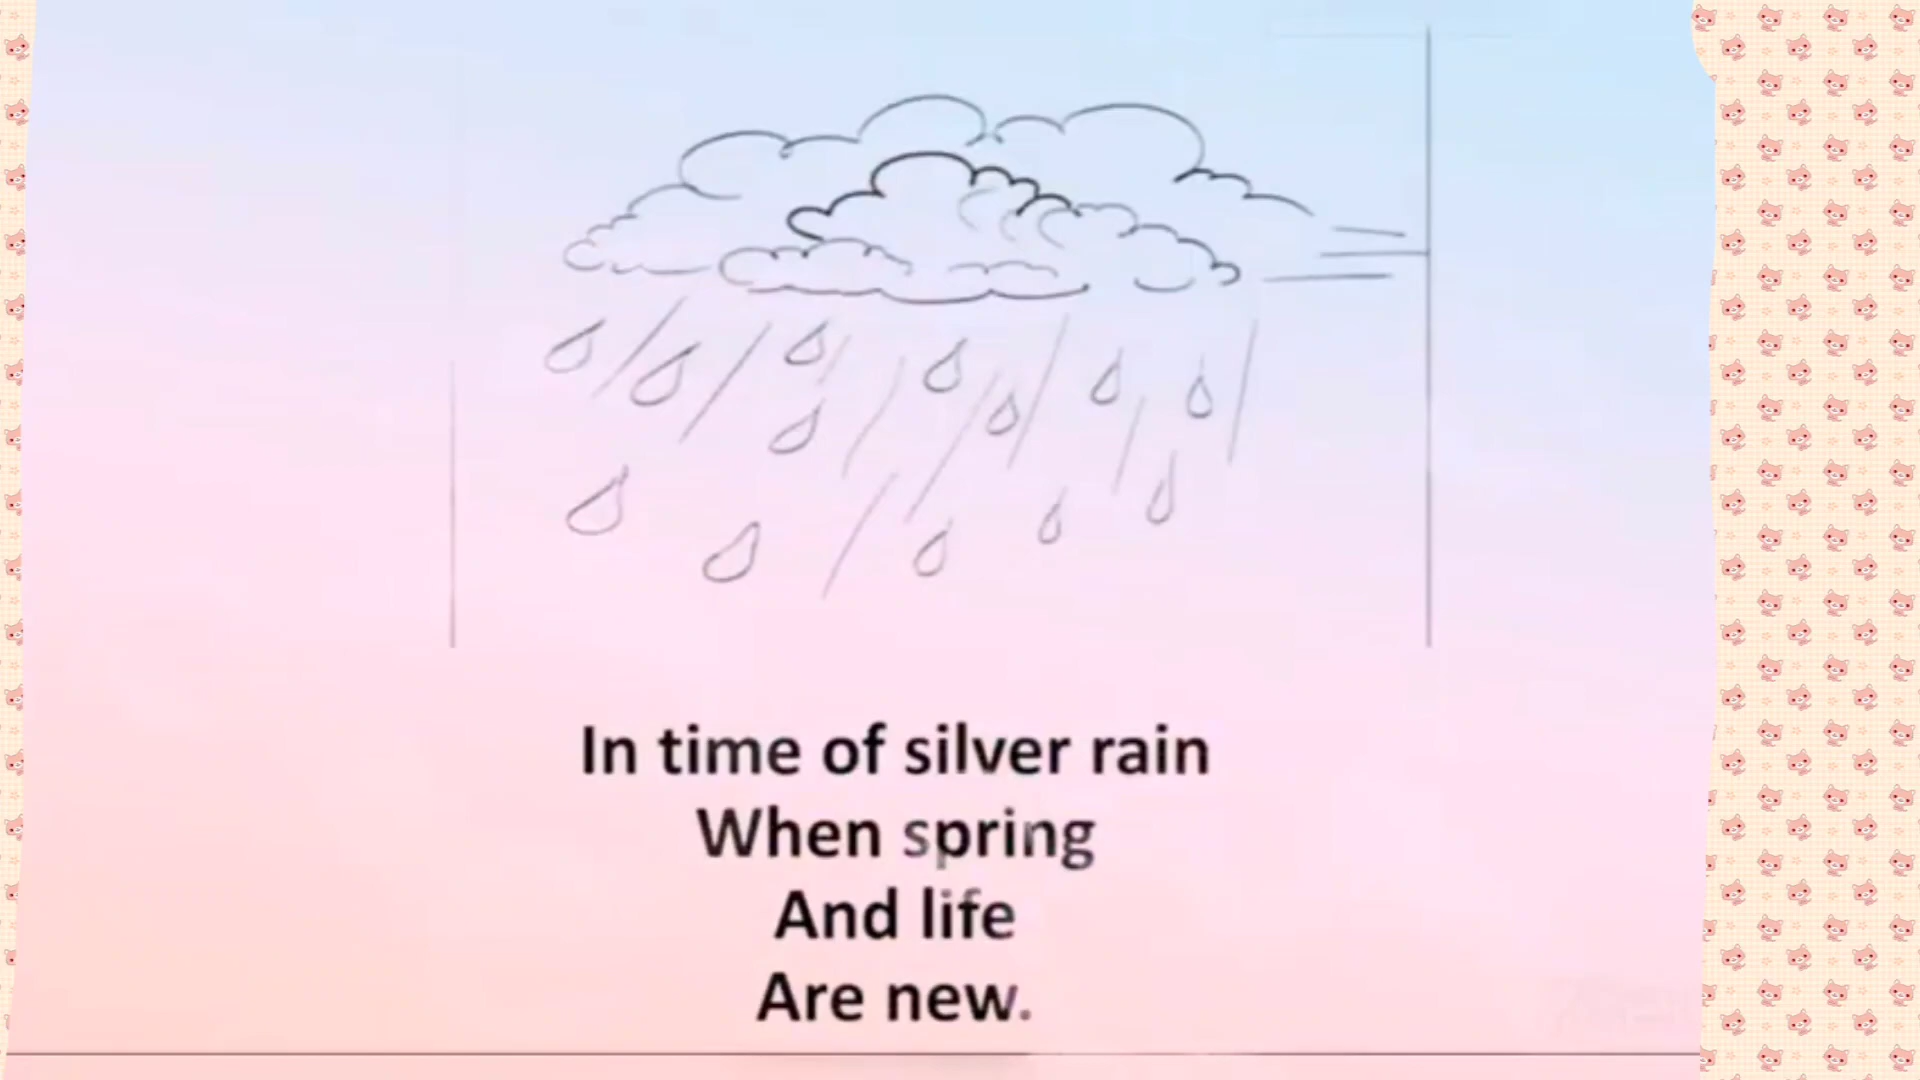 In time of silver rain
When spring
And life
Are new.